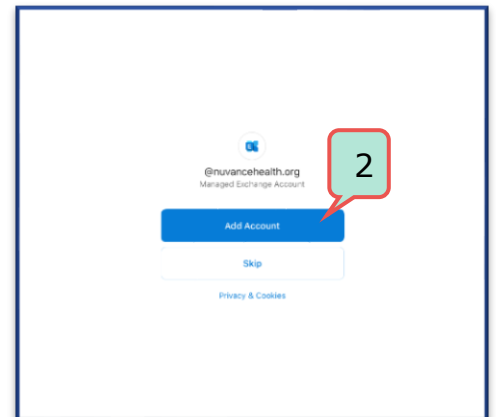 @nuvancehealth.org
Managed Exchange Account
2
Add Account
Skip
Privacy & Cookies